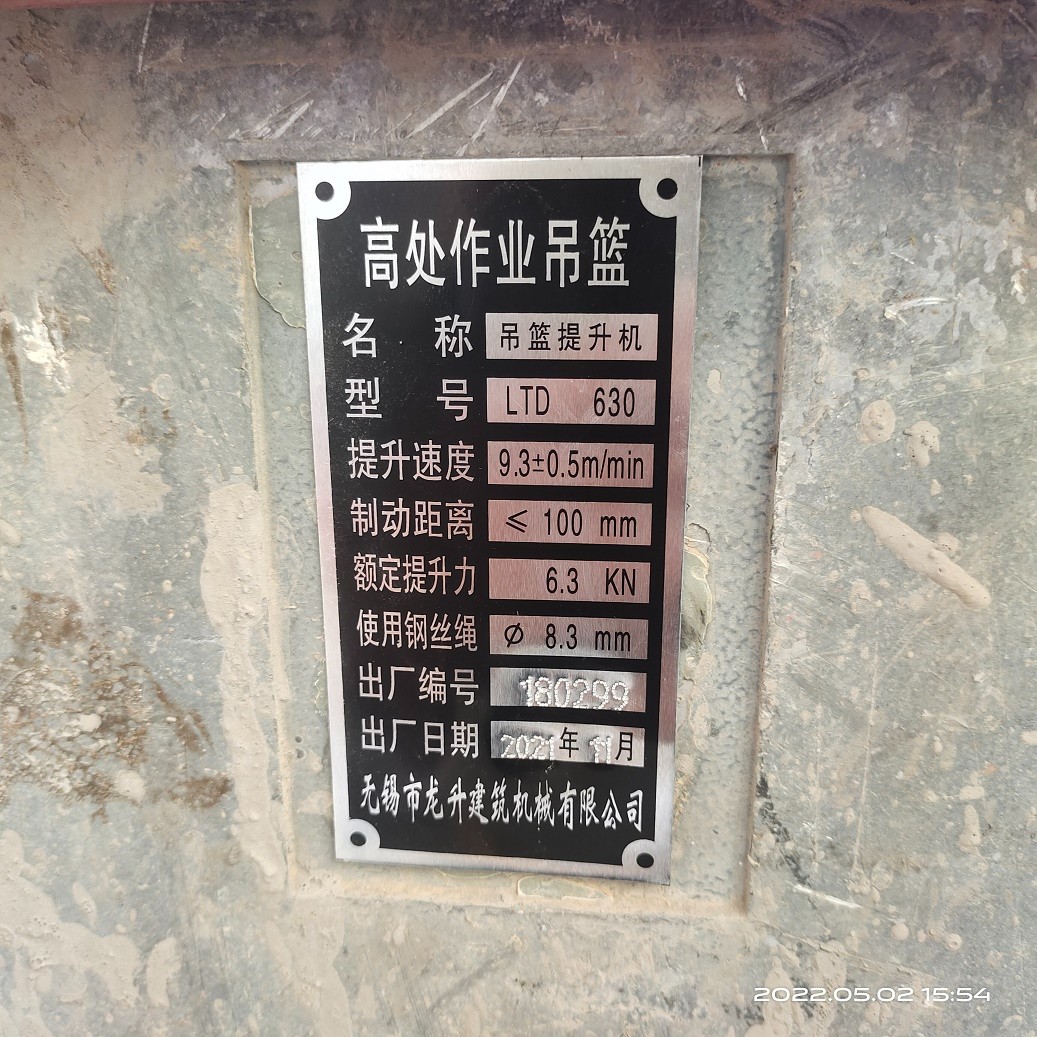 高处作业吊篮
名 称 吊篮提升机
型 号 LTD 630
提升速度 9.3±0.5m/min
制动距离 ≤ 100 mm
额定提升力 6.3 KN
使用钢丝绳 Ø 8.3 mm
出厂编号 180299
出厂日期 2021年 11月
无锡市龙升建筑机械有限公司
2022.05.02 15:54